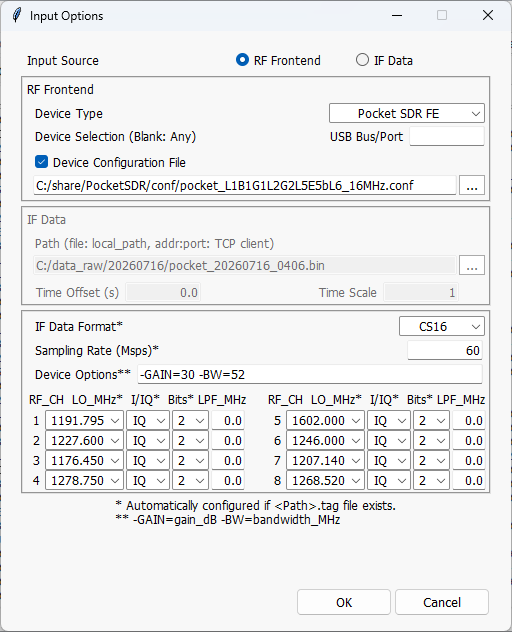 Input Options
Input Source RF Frontend IF Data
RF Frontend
Device Type Pocket SDR FE
Device Selection (Blank: Any) USB Bus/Port
Device Configuration File
C:/share/PocketSDR/conf/pocket_L1B1G1L2G2L5E5bL6_16MHz.conf ...
IF Data
Path (file: local_path, addr:port: TCP client)
C:/data_raw/20260716/pocket_20260716_0406.bin ...
Time Offset (s) 0.0 Time Scale 1
IF Data Format* CS16
Sampling Rate (Msps)* 60
Device Options** -GAIN=30 -BW=52
RF_CH LO_MHz* I/IQ* Bits* LPF_MHz RF_CH LO_MHz* I/IQ* Bits* LPF_MHz
1 1191.795 IQ 2 0.0 5 1602.000 IQ 2 0.0
2 1227.600 IQ 2 0.0 6 1246.000 IQ 2 0.0
3 1176.450 IQ 2 0.0 7 1207.140 IQ 2 0.0
4 1278.750 IQ 2 0.0 8 1268.520 IQ 2 0.0
* Automatically configured if <Path>.tag file exists.
** -GAIN=gain_dB -BW=bandwidth_MHz
OK Cancel